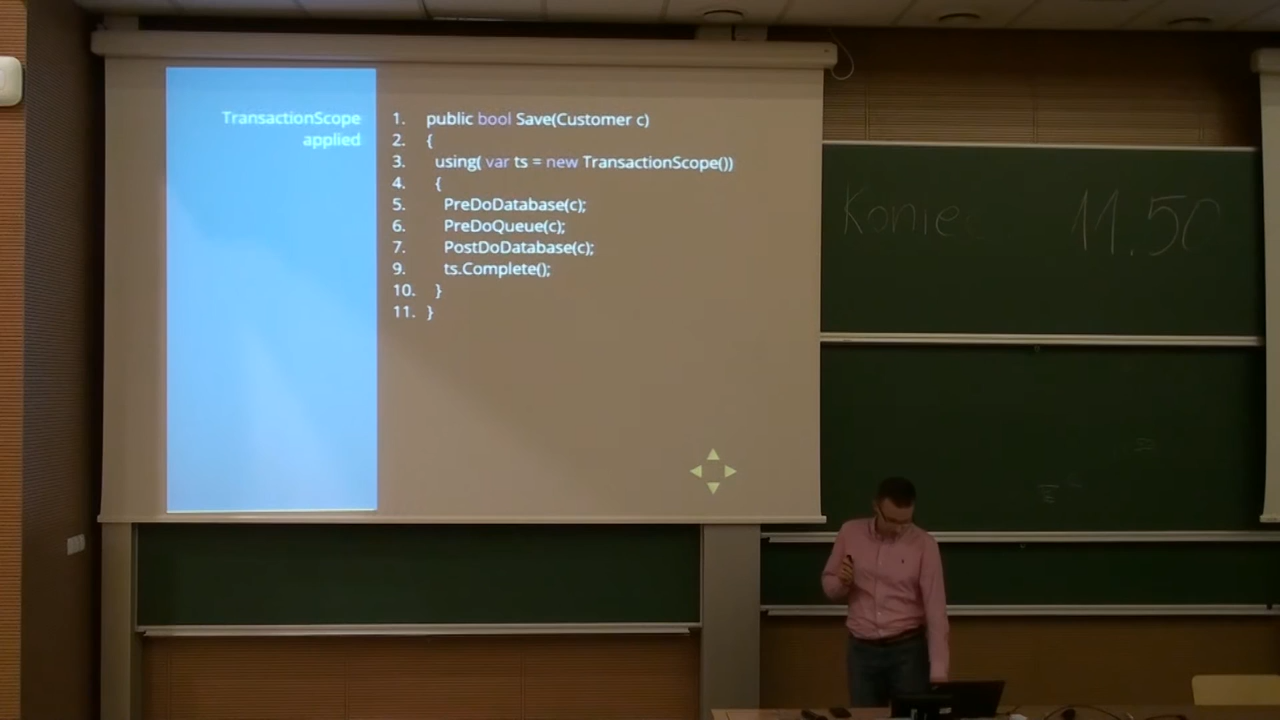 TransactionScope
applied
1. public bool Save(Customer c)
2. {
3. using( var ts = new TransactionScope())
4. {
5. PreDoDatabase(c);
6. PreDoQueue(c);
7. PostDoDatabase(c);
9. ts.Complete();
10. }
11. }
Koniec 11.50